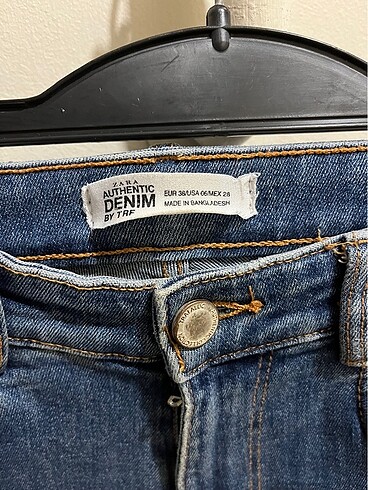 ZARA
AUTHENTIC
DENIM
BY TRF
EUR 38/USA 06/MEX 28
MADE IN BANGLADESH